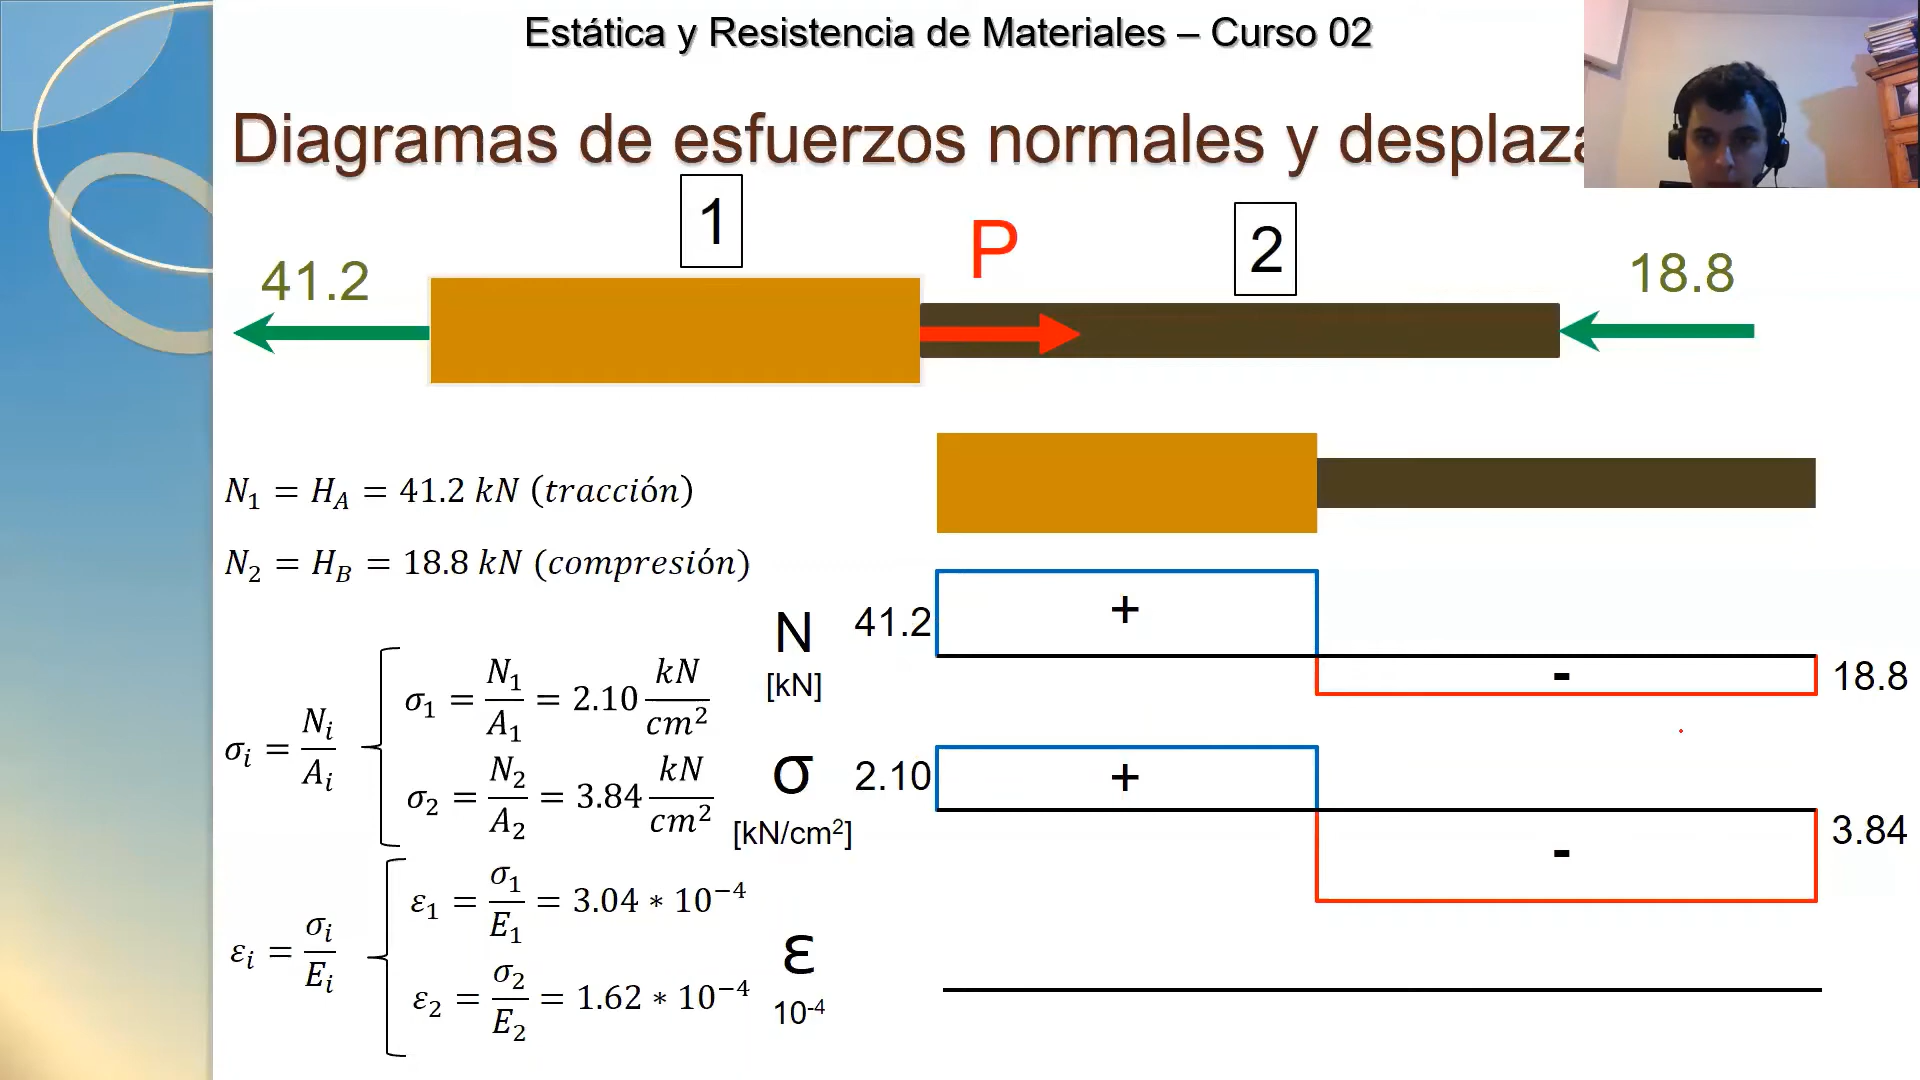 Estática y Resistencia de Materiales – Curso 02
Diagramas de esfuerzos normales y desplaza
1
P
2
41.2
18.8
N₁ = H_A = 41.2 kN (tracción)
N₂ = H_B = 18.8 kN (compresión)
N
[kN]
41.2
+
-
18.8
σᵢ = Nᵢ/Aᵢ
σ₁ = N₁/A₁ = 2.10 kN/cm²
σ₂ = N₂/A₂ = 3.84 kN/cm²
σ
[kN/cm²]
2.10
+
-
3.84
εᵢ = σᵢ/Eᵢ
ε₁ = σ₁/E₁ = 3.04 * 10⁻⁴
ε₂ = σ₂/E₂ = 1.62 * 10⁻⁴
ε
10⁻⁴